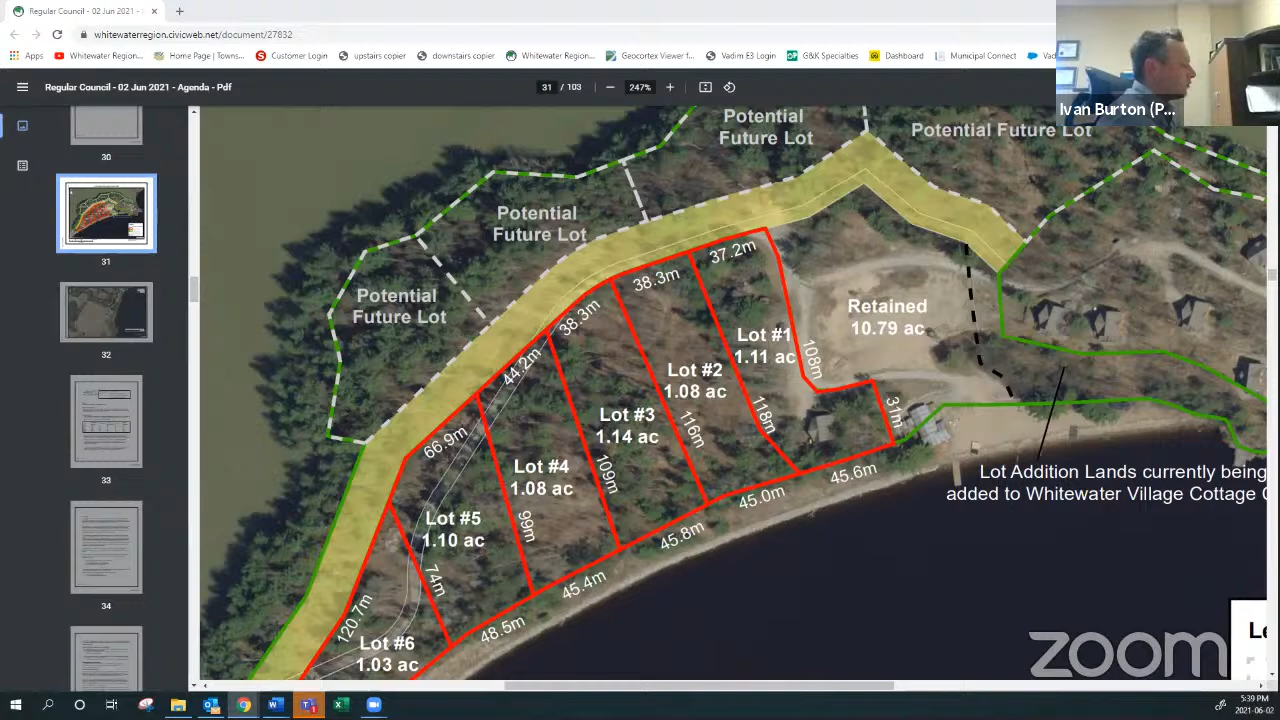 Regular Council - 02 Jun 2021 -
whitewaterregion.civicweb.net/document/27832
Apps
Whitewater Region...
Home Page | Towns...
Customer Login
upstairs copier
downstairs copier
Whitewater Region...
Geocortex Viewer f...
Vadim E3 Login
G&K Specialties
Dashboard
Municipal Connect
Vad
Ivan Burton (P...
Regular Council - 02 Jun 2021 - Agenda - Pdf
31 / 103
247%
30
31
32
33
34
Potential
Future Lot
Potential Future Lot
Potential
Future Lot
Potential
Future Lot
37.2m
38.3m
38.3m
44.2m
66.9m
120.7m
Retained
10.79 ac
Lot #1
1.11 ac
108m
31m
Lot #2
1.08 ac
118m
Lot #3
1.14 ac
116m
Lot #4
1.08 ac
109m
Lot #5
1.10 ac
99m
74m
Lot #6
1.03 ac
45.6m
45.0m
45.8m
45.4m
48.5m
Lot Addition Lands currently being
added to Whitewater Village Cottage
Le
zoom
5:39 PM
2021-06-02